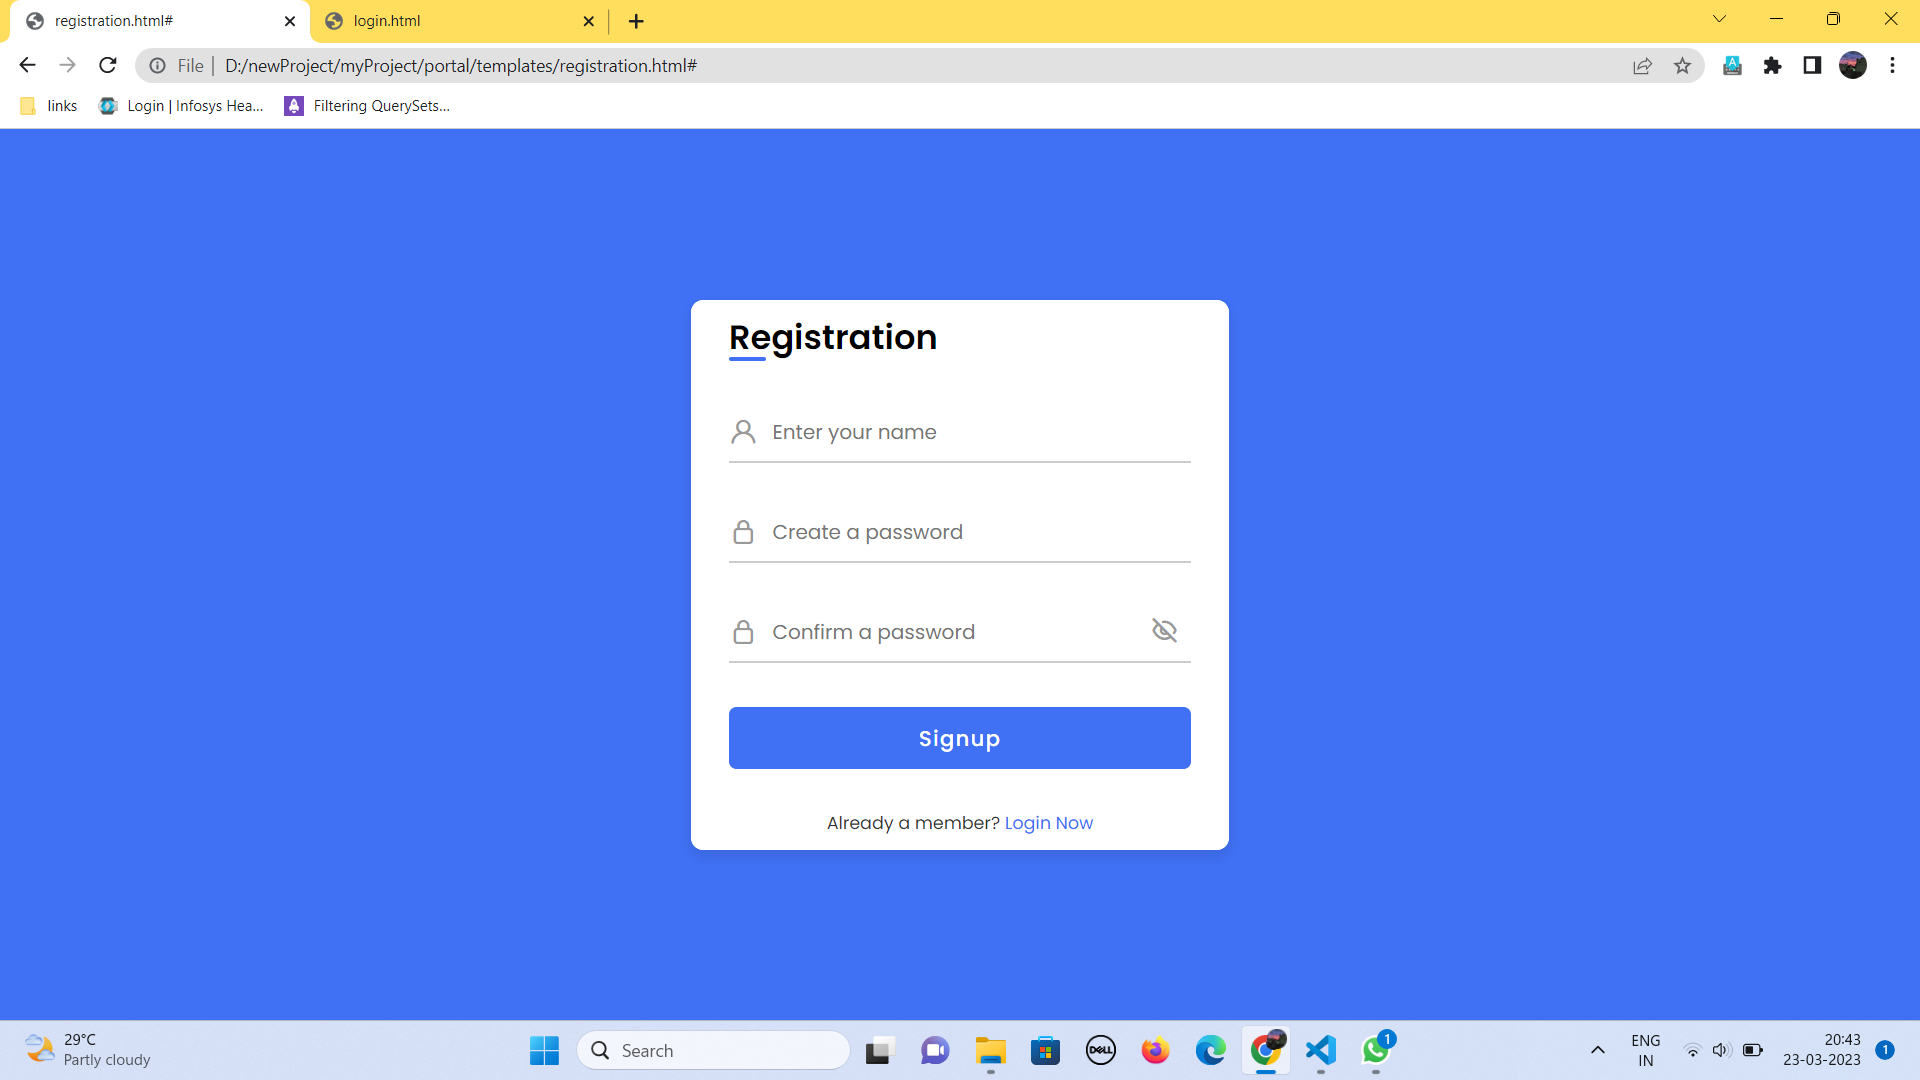 registration.html#
login.html
File
D:/newProject/myProject/portal/templates/registration.html#
links
Login | Infosys Hea...
Filtering QuerySets...
Registration
Enter your name
Create a password
Confirm a password
Signup
Already a member? Login Now
29°C
Partly cloudy
Search
DELL
1
ENG
IN
20:43
23-03-2023
1